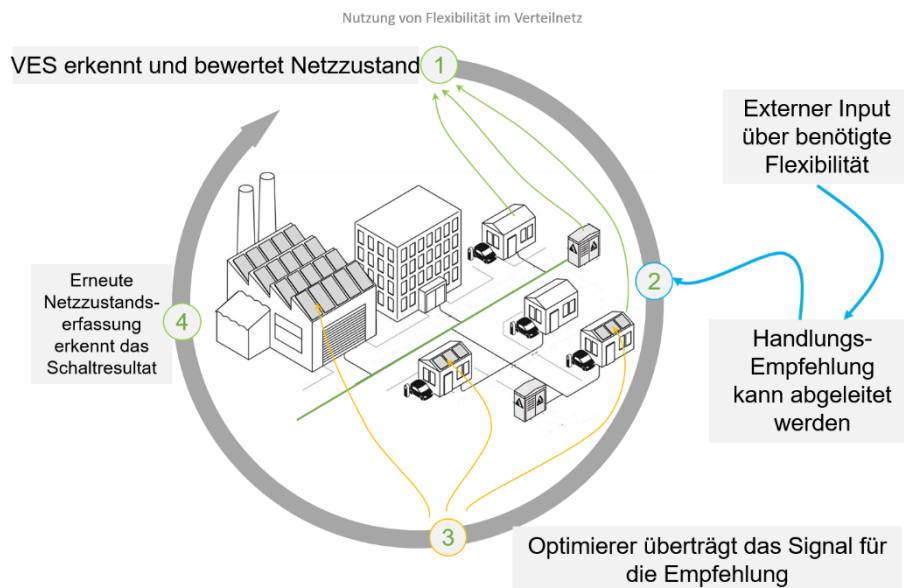 Nutzung von Flexibilität im Verteilnetz
VES erkennt und bewertet Netzzustand
1
Externer Input
über benötigte
Flexibilität
2
Handlungs-
Empfehlung
kann abgeleitet
werden
3
Optimierer überträgt das Signal für
die Empfehlung
Erneute
Netzzustands-
erfassung
erkennt das
Schaltresultat
4